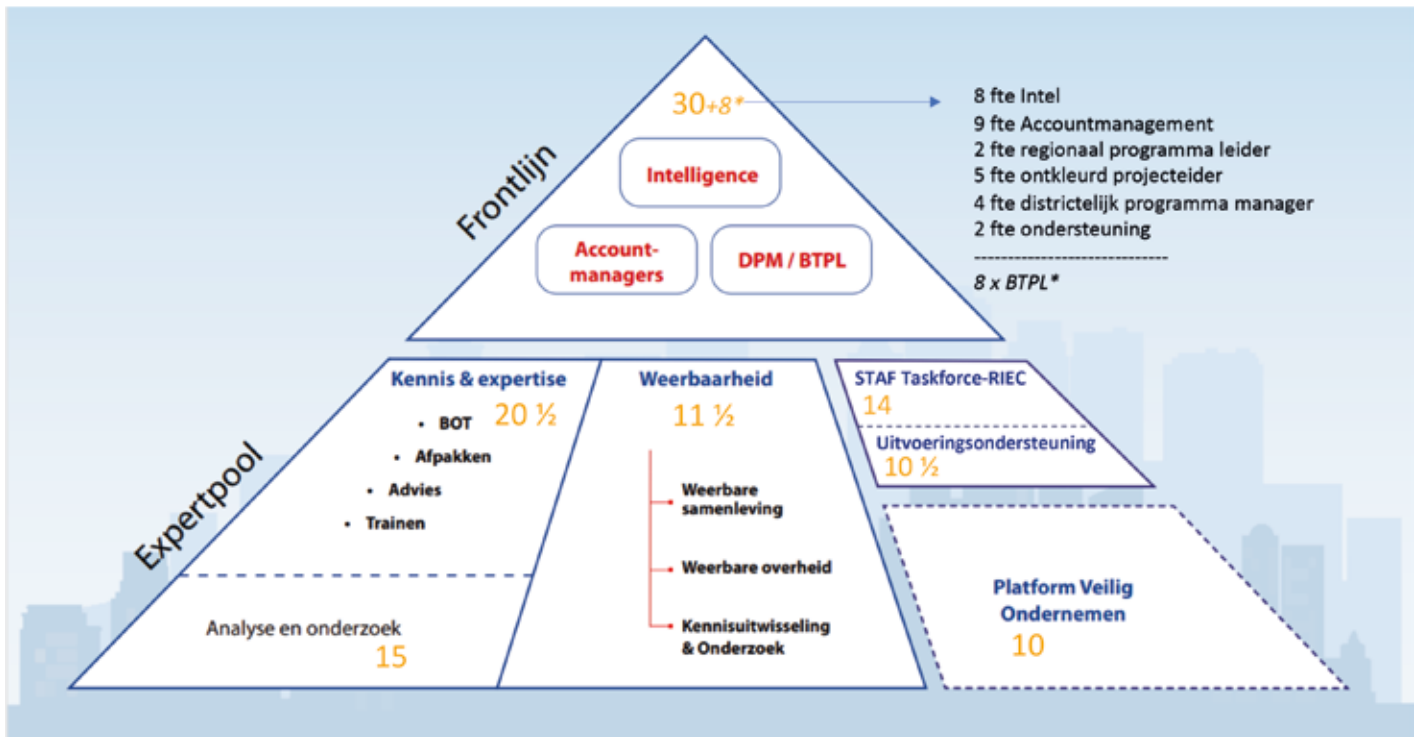 Frontlijn
30+8*
Intelligence
Account-
managers
DPM / BTPL
8 fte Intel
9 fte Accountmanagement
2 fte regionaal programma leider
5 fte ontkleurd projecteider
4 fte districtelijk programma manager
2 fte ondersteuning
-----------------------------
8 x BTPL*
Expertpool
Kennis & expertise
20 ½
• BOT
• Afpakken
• Advies
• Trainen
Analyse en onderzoek
15
Weerbaarheid
11 ½
Weerbare
samenleving
Weerbare overheid
Kennisuitwisseling
& Onderzoek
STAF Taskforce-RIEC
14
Uitvoeringsondersteuning
10 ½
Platform Veilig
Ondernemen
10